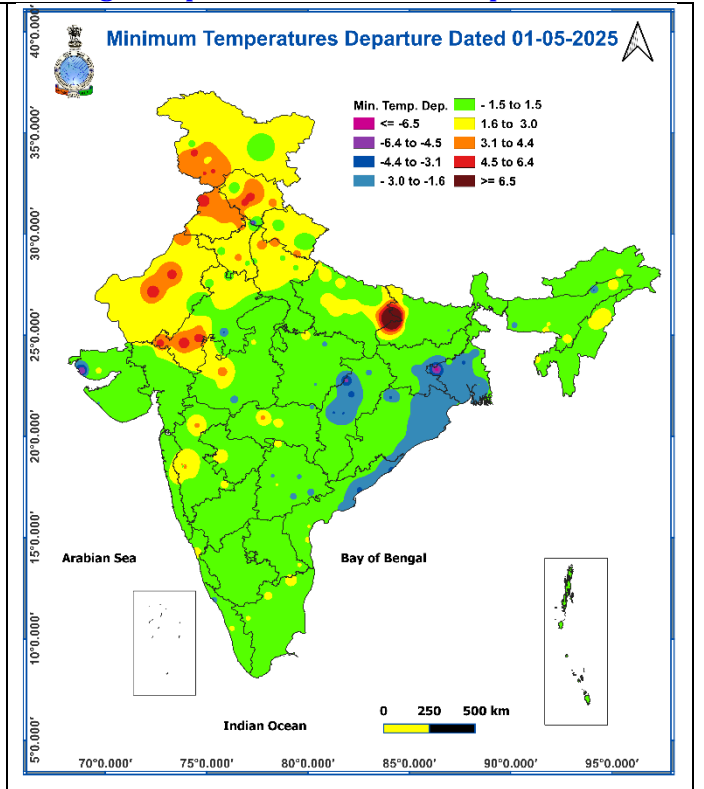 Minimum Temperatures Departure Dated 01-05-2025
Min. Temp. Dep.
<= -6.5
-6.4 to -4.5
-4.4 to -3.1
- 3.0 to -1.6
- 1.5 to 1.5
1.6 to 3.0
3.1 to 4.4
4.5 to 6.4
>= 6.5
40°0.000'
35°0.000'
30°0.000'
25°0.000'
20°0.000'
15°0.000'
10°0.000'
5°0.000'
Arabian Sea
Bay of Bengal
Indian Ocean
0 250 500 km
70°0.000' 75°0.000' 80°0.000' 85°0.000' 90°0.000' 95°0.000'